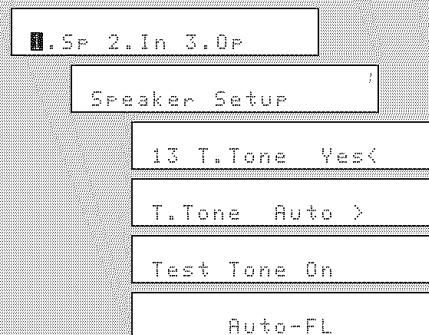 1.Sp 2.In 3.Op
Speaker Setup
13 T.Tone Yes<
T.Tone Auto >
Test Tone On
Auto-FL